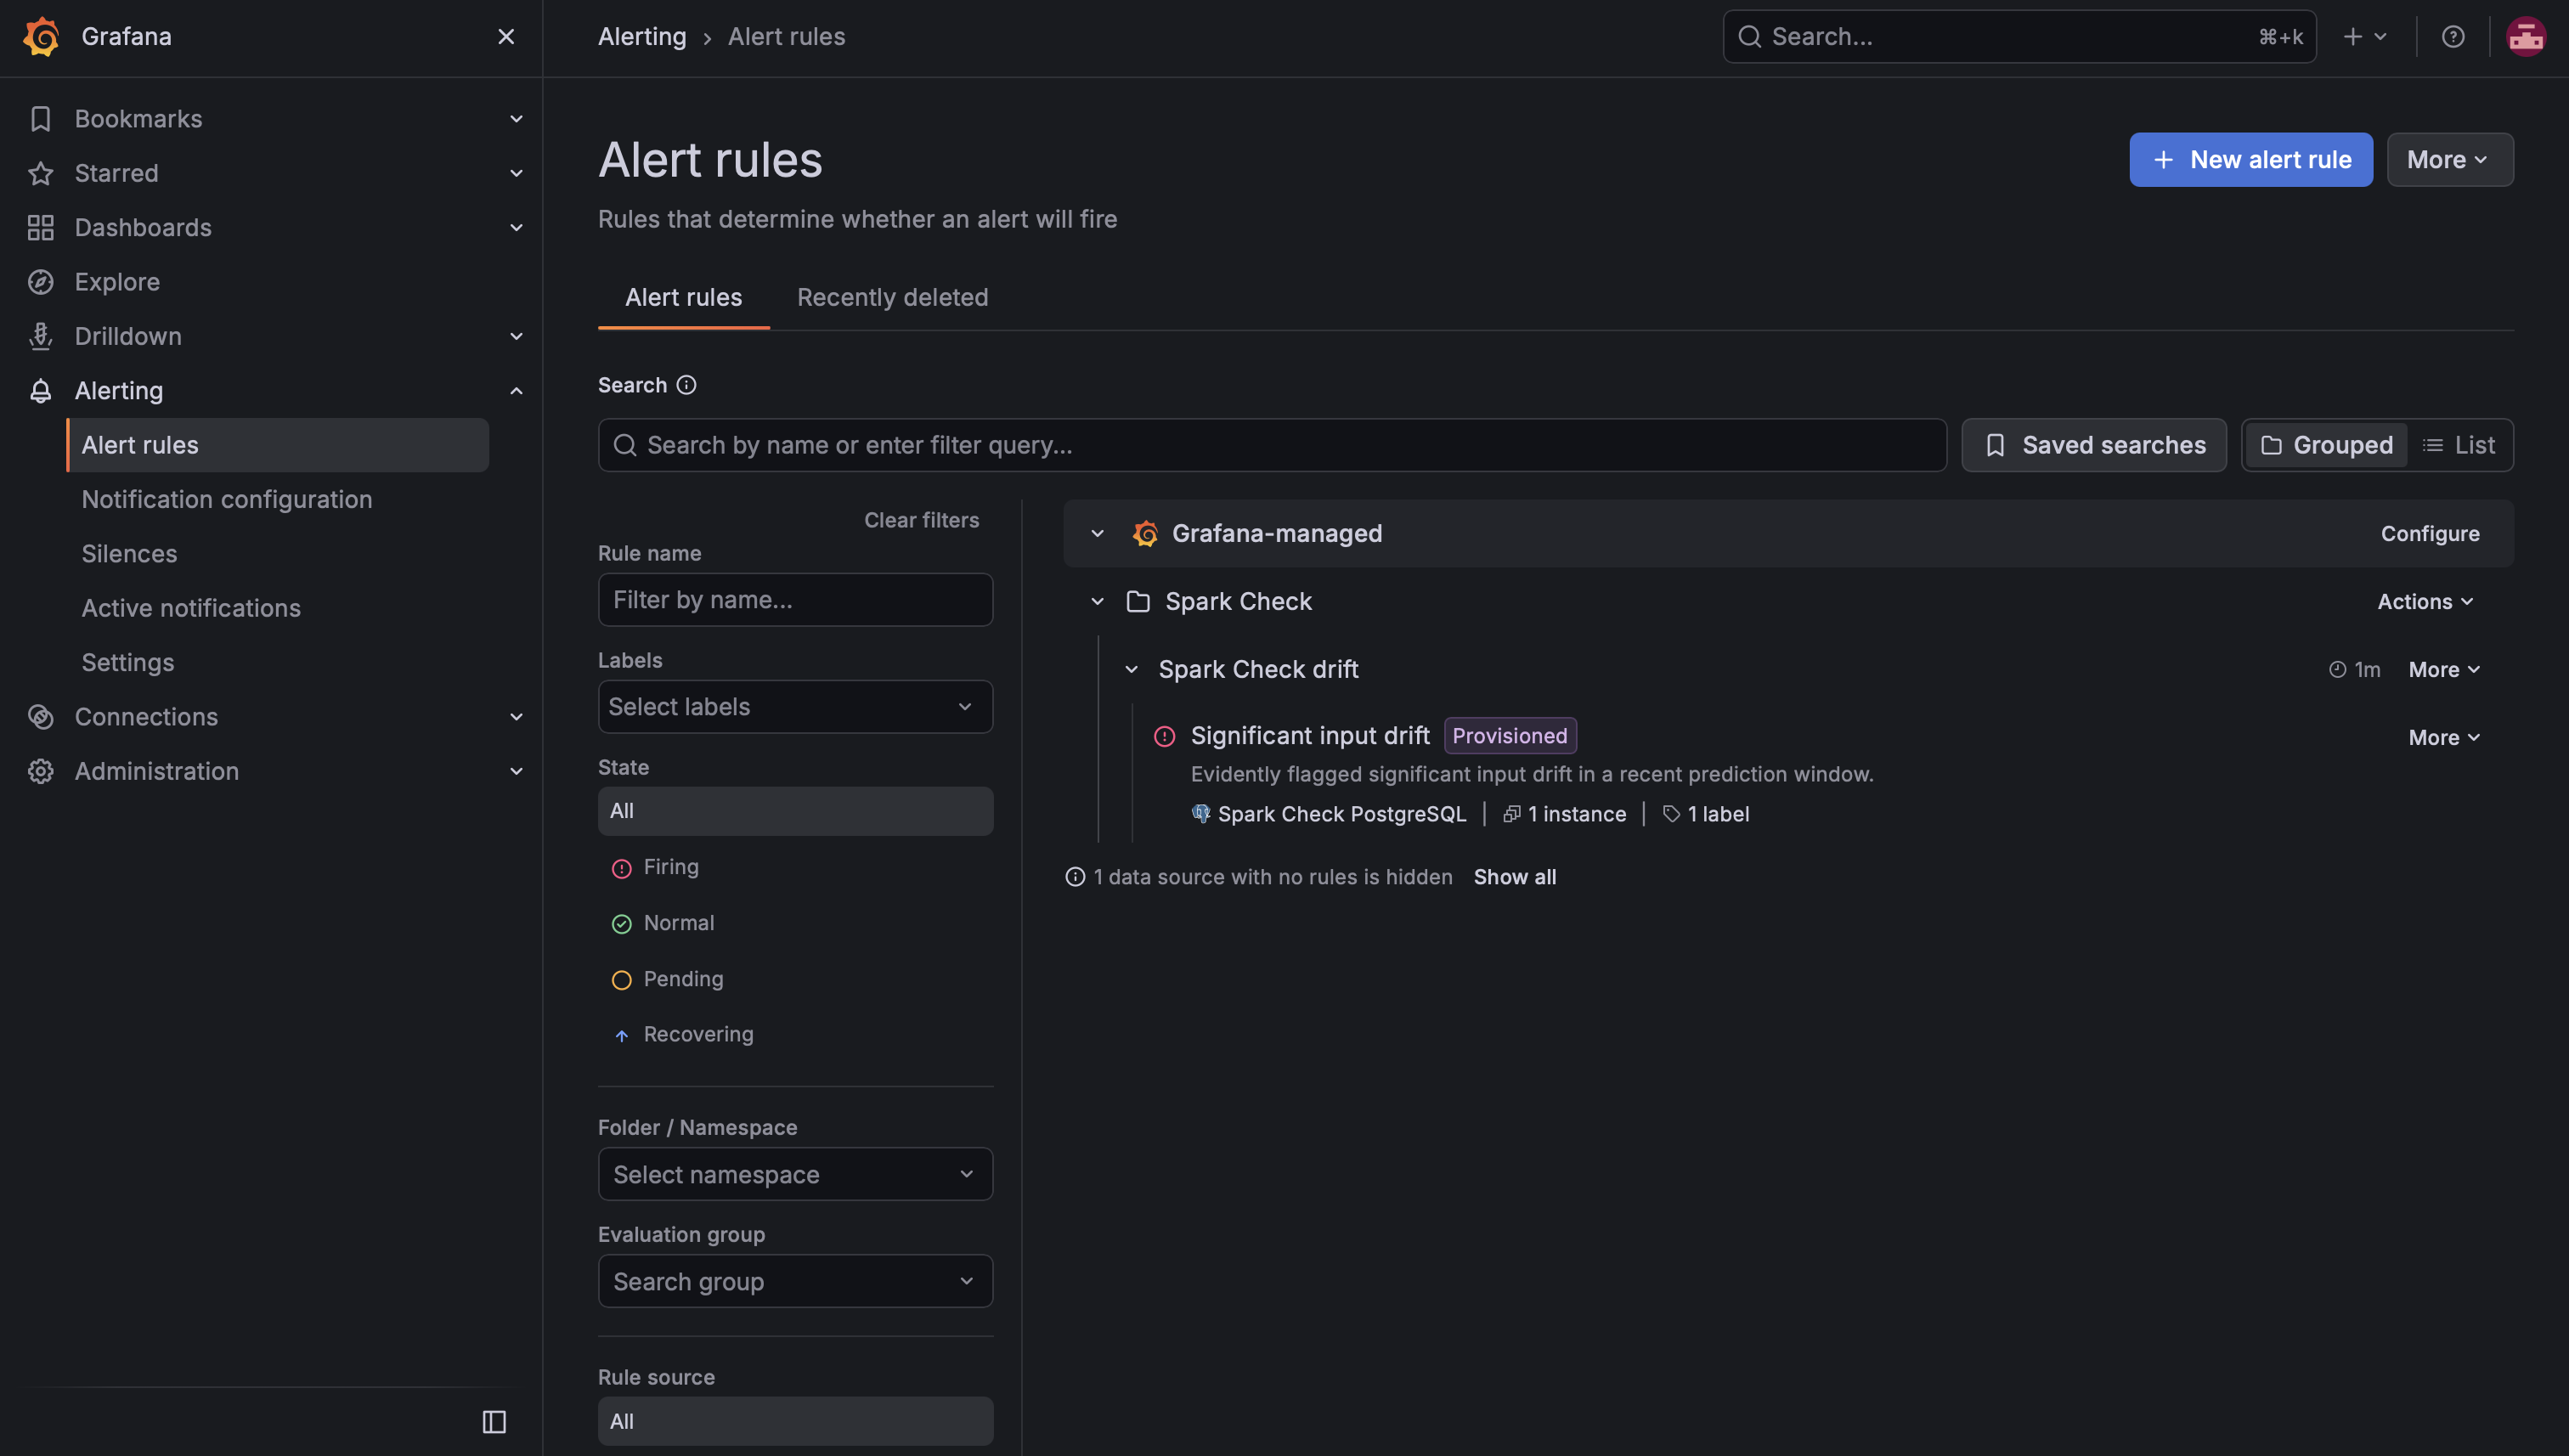 Grafana
Alerting › Alert rules
Search...
⌘+k
Bookmarks
Starred
Dashboards
Explore
Drilldown
Alerting
Alert rules
Notification configuration
Silences
Active notifications
Settings
Connections
Administration
Alert rules
Rules that determine whether an alert will fire
New alert rule
More
Alert rules
Recently deleted
Search
Search by name or enter filter query...
Saved searches
Grouped
List
Clear filters
Rule name
Filter by name...
Labels
Select labels
State
All
Firing
Normal
Pending
Recovering
Folder / Namespace
Select namespace
Evaluation group
Search group
Rule source
All
Grafana-managed
Configure
Spark Check
Actions
Spark Check drift
1m
More
Significant input drift
Provisioned
More
Evidently flagged significant input drift in a recent prediction window.
Spark Check PostgreSQL | 1 instance | 1 label
1 data source with no rules is hidden
Show all